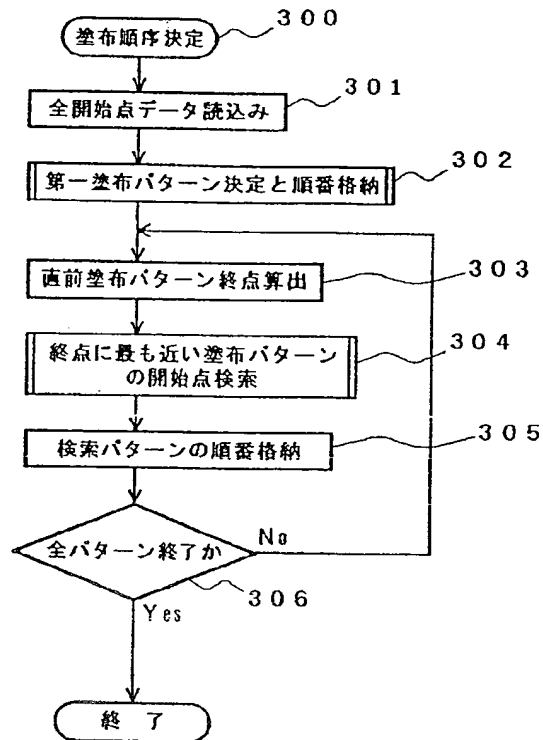 塗布順序決定
300
全開始点データ読込み
301
第一塗布パターン決定と順番格納
302
直前塗布パターン終点算出
303
終点に最も近い塗布パターン
の開始点検索
304
検索パターンの順番格納
305
全パターン終了か
No
306
Yes
終了